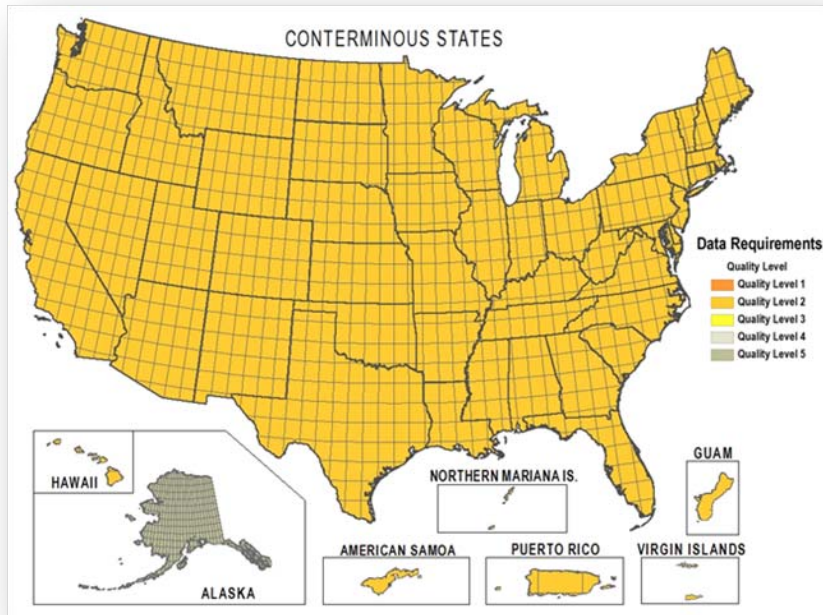 CONTERMINOUS STATES
Data Requirements
Quality Level
Quality Level 1
Quality Level 2
Quality Level 3
Quality Level 4
Quality Level 5
HAWAII
ALASKA
NORTHERN MARIANA IS.
GUAM
AMERICAN SAMOA
PUERTO RICO
VIRGIN ISLANDS